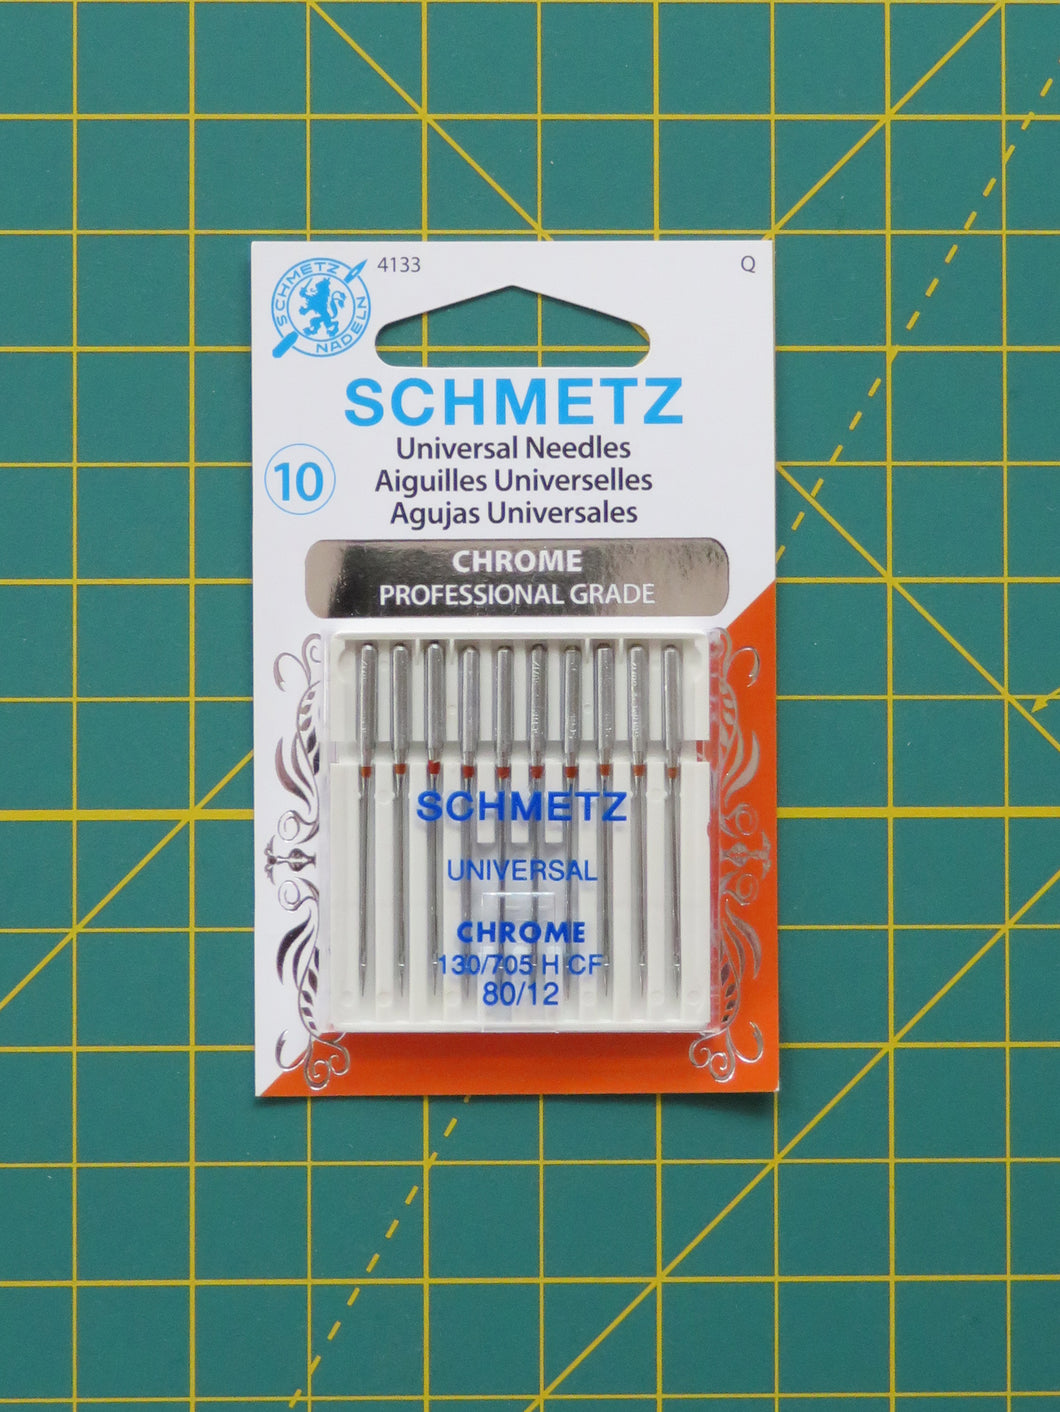 4133
Q
SCHMETZ
NADELN
SCHMETZ
Universal Needles
Aiguilles Universelles
10
Agujas Universales
CHROME
PROFESSIONAL GRADE
SCHMETZ
UNIVERSAL
CHROME
130/705 H CF
80/12